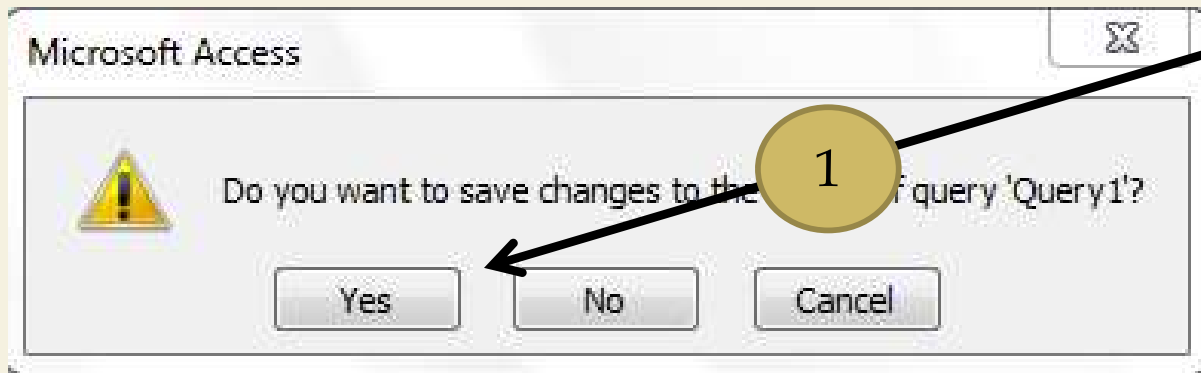 Microsoft Access
1
Do you want to save changes to the f query 'Query1'?
Yes No Cancel